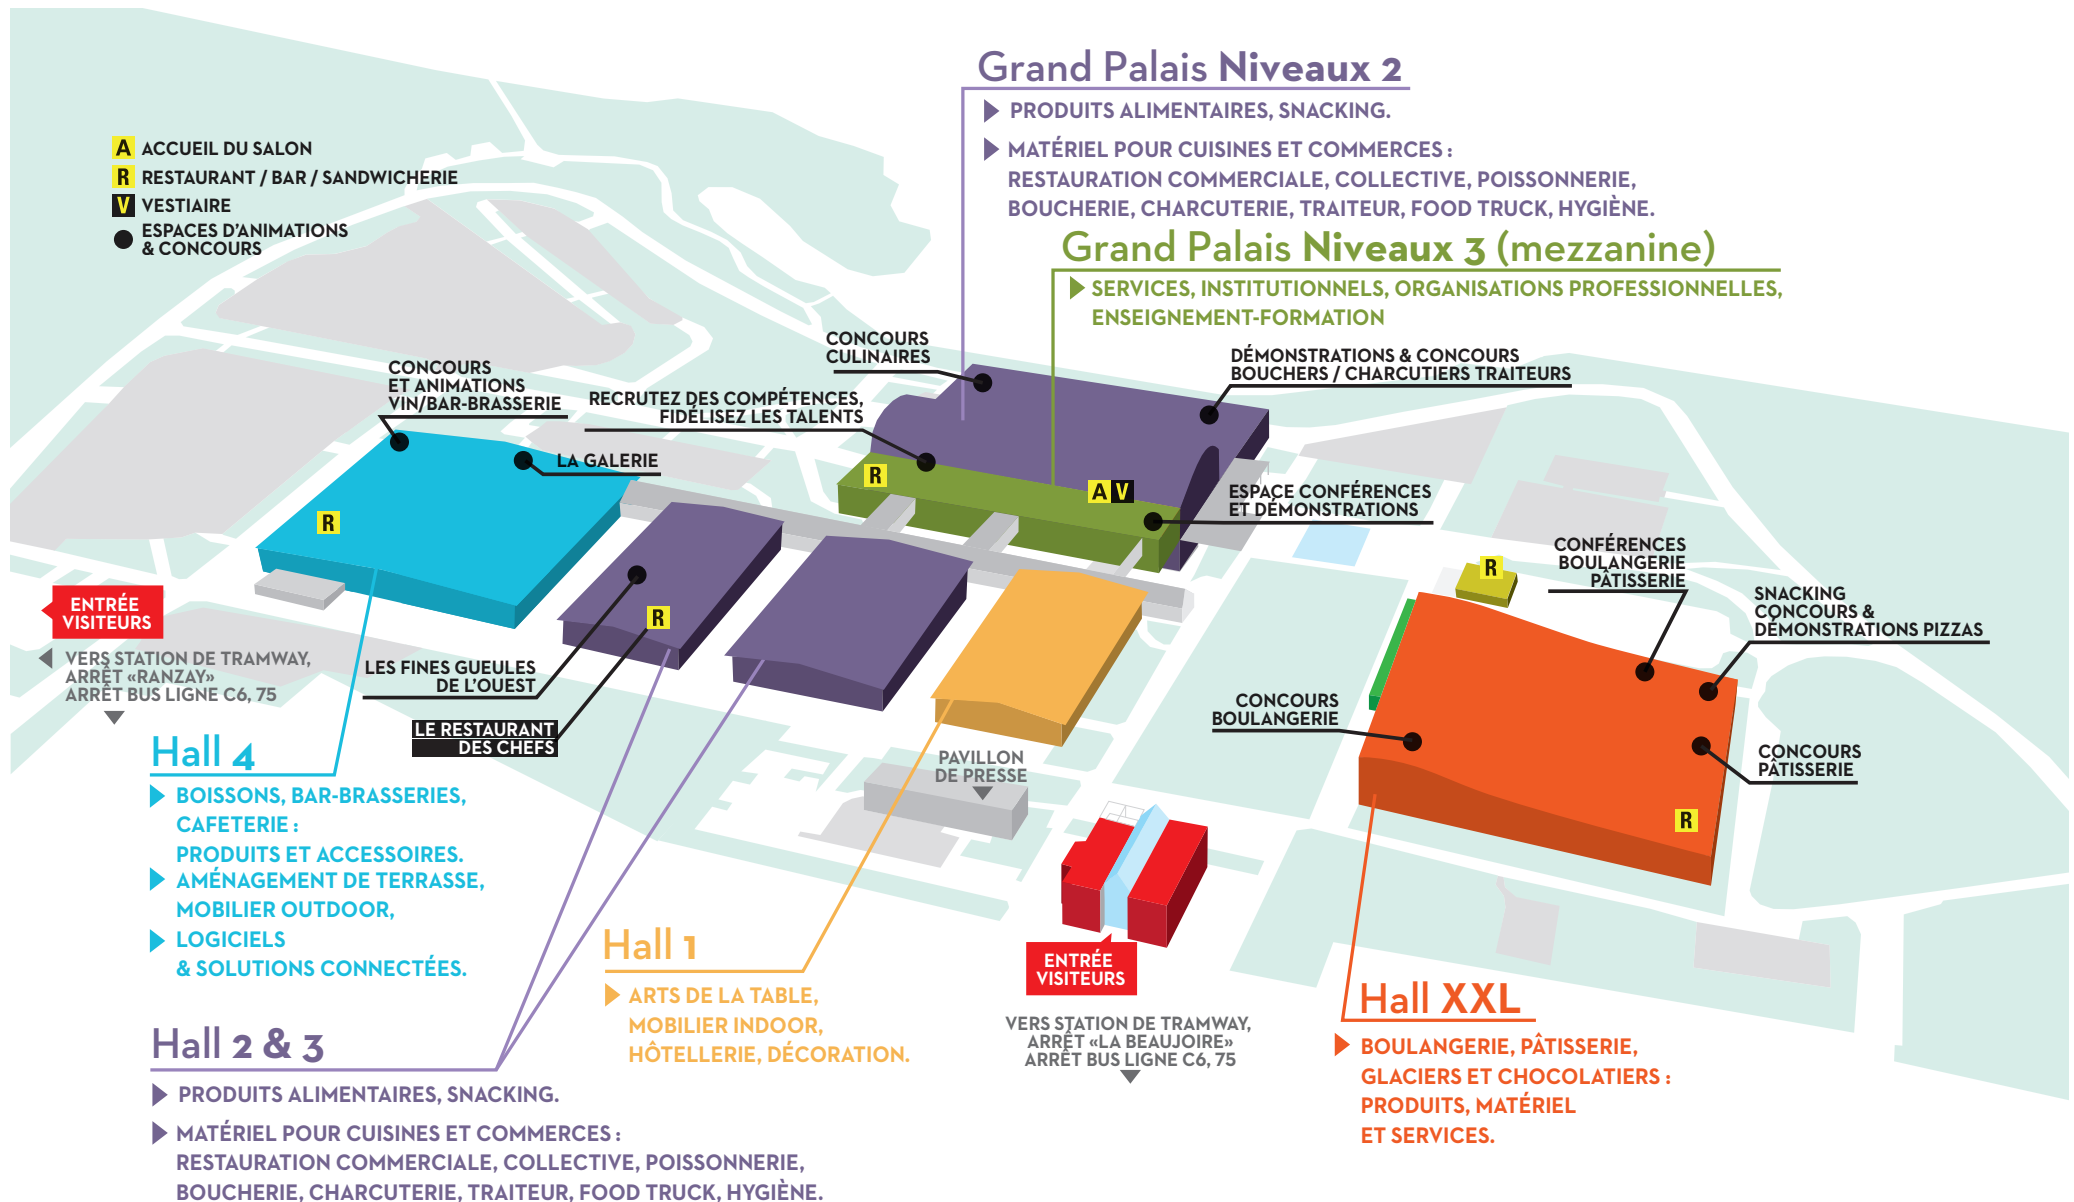 Grand Palais Niveaux 2
PRODUITS ALIMENTAIRES, SNACKING.
MATÉRIEL POUR CUISINES ET COMMERCES :
RESTAURATION COMMERCIALE, COLLECTIVE, POISSONNERIE,
BOUCHERIE, CHARCUTERIE, TRAITEUR, FOOD TRUCK, HYGIÈNE.
Grand Palais Niveaux 3 (mezzanine)
SERVICES, INSTITUTIONNELS, ORGANISATIONS PROFESSIONNELLES,
ENSEIGNEMENT-FORMATION
A ACCUEIL DU SALON
R RESTAURANT / BAR / SANDWICHERIE
V VESTIAIRE
ESPACES D'ANIMATIONS
& CONCOURS
CONCOURS
CULINAIRES
DÉMONSTRATIONS & CONCOURS
BOUCHERS / CHARCUTIERS TRAITEURS
CONCOURS
ET ANIMATIONS
VIN/BAR-BRASSERIE
RECRUTEZ DES COMPÉTENCES,
FIDÉLISEZ LES TALENTS
LA GALERIE
R
A V
ESPACE CONFÉRENCES
ET DÉMONSTRATIONS
R
CONFÉRENCES
BOULANGERIE
PÂTISSERIE
R
SNACKING
CONCOURS &
DÉMONSTRATIONS PIZZAS
ENTRÉE
VISITEURS
VERS STATION DE TRAMWAY,
ARRÊT «RANZAY»
ARRÊT BUS LIGNE C6, 75
R
LES FINES GUEULES
DE L'OUEST
LE RESTAURANT
DES CHEFS
CONCOURS
BOULANGERIE
CONCOURS
PÂTISSERIE
R
PAVILLON
DE PRESSE
Hall 4
BOISSONS, BAR-BRASSERIES,
CAFETERIE :
PRODUITS ET ACCESSOIRES.
AMÉNAGEMENT DE TERRASSE,
MOBILIER OUTDOOR,
LOGICIELS
& SOLUTIONS CONNECTÉES.
Hall 1
ARTS DE LA TABLE,
MOBILIER INDOOR,
HÔTELLERIE, DÉCORATION.
ENTRÉE
VISITEURS
VERS STATION DE TRAMWAY,
ARRÊT «LA BEAUJOIRE»
ARRÊT BUS LIGNE C6, 75
Hall XXL
BOULANGERIE, PÂTISSERIE,
GLACIERS ET CHOCOLATIERS :
PRODUITS, MATÉRIEL
ET SERVICES.
Hall 2 & 3
PRODUITS ALIMENTAIRES, SNACKING.
MATÉRIEL POUR CUISINES ET COMMERCES :
RESTAURATION COMMERCIALE, COLLECTIVE, POISSONNERIE,
BOUCHERIE, CHARCUTERIE, TRAITEUR, FOOD TRUCK, HYGIÈNE.